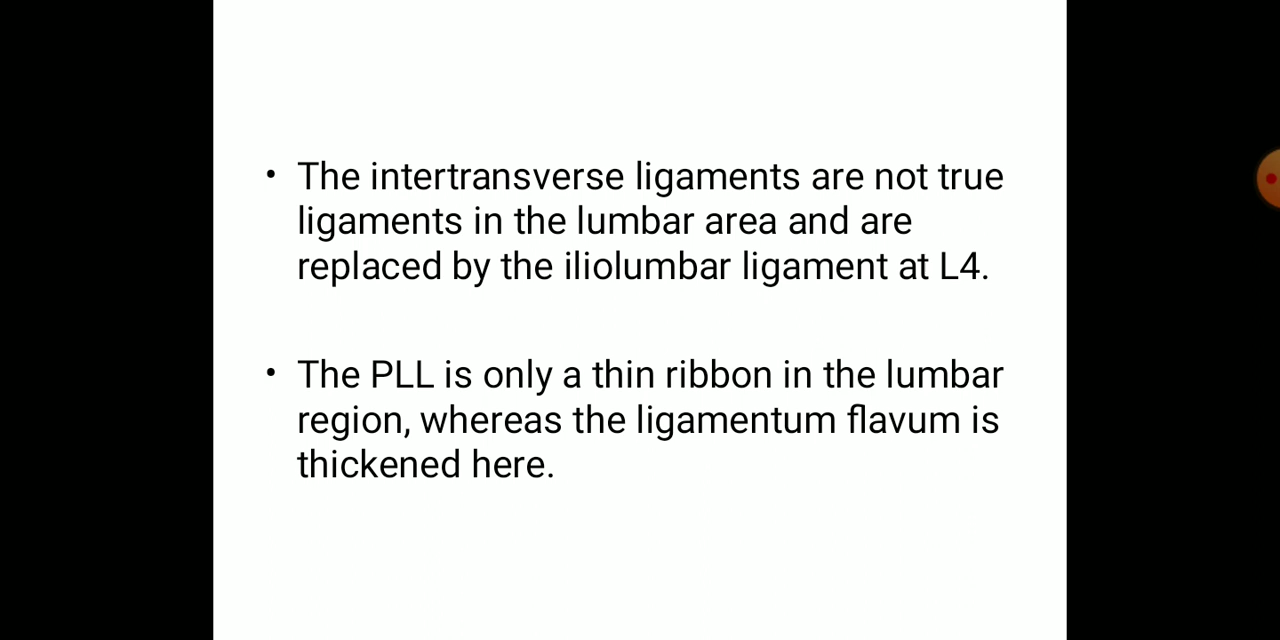 • The intertransverse ligaments are not true
ligaments in the lumbar area and are
replaced by the iliolumbar ligament at L4.
• The PLL is only a thin ribbon in the lumbar
region, whereas the ligamentum flavum is
thickened here.